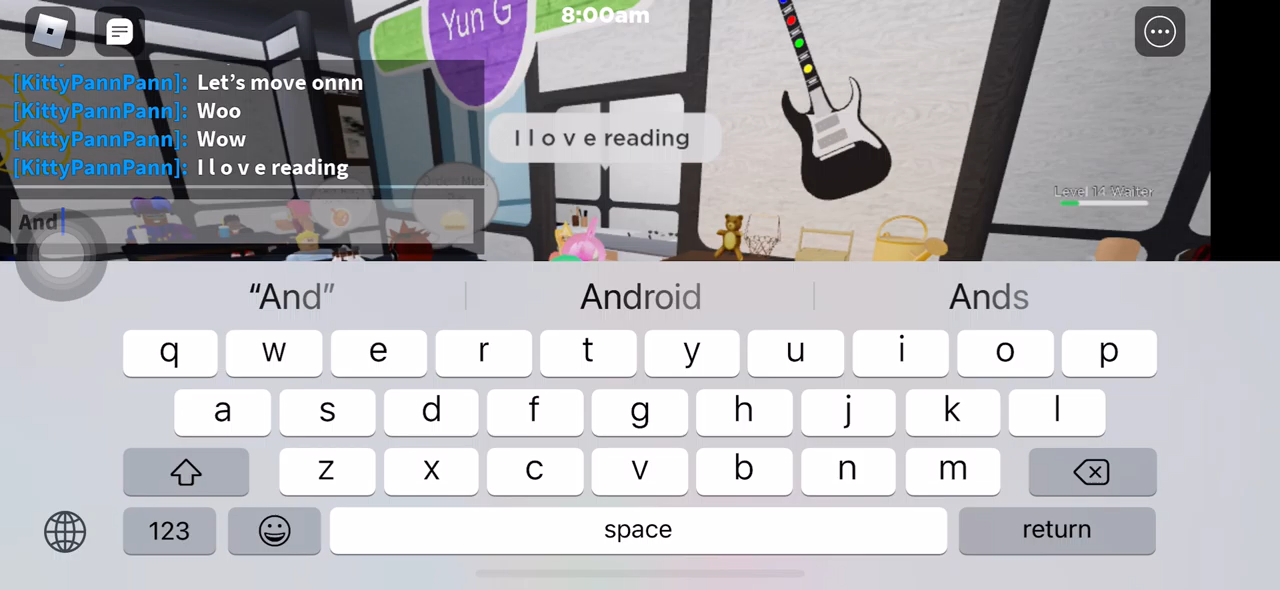 Yun G
8:00am
[KittyPannPann]: Let’s move onnn
[KittyPannPann]: Woo
[KittyPannPann]: Wow
[KittyPannPann]: I l o v e reading
I l o v e reading
Level 14 Waiter
And
“And” Android Ands
q w e r t y u i o p
a s d f g h j k l
z x c v b n m
123 space return